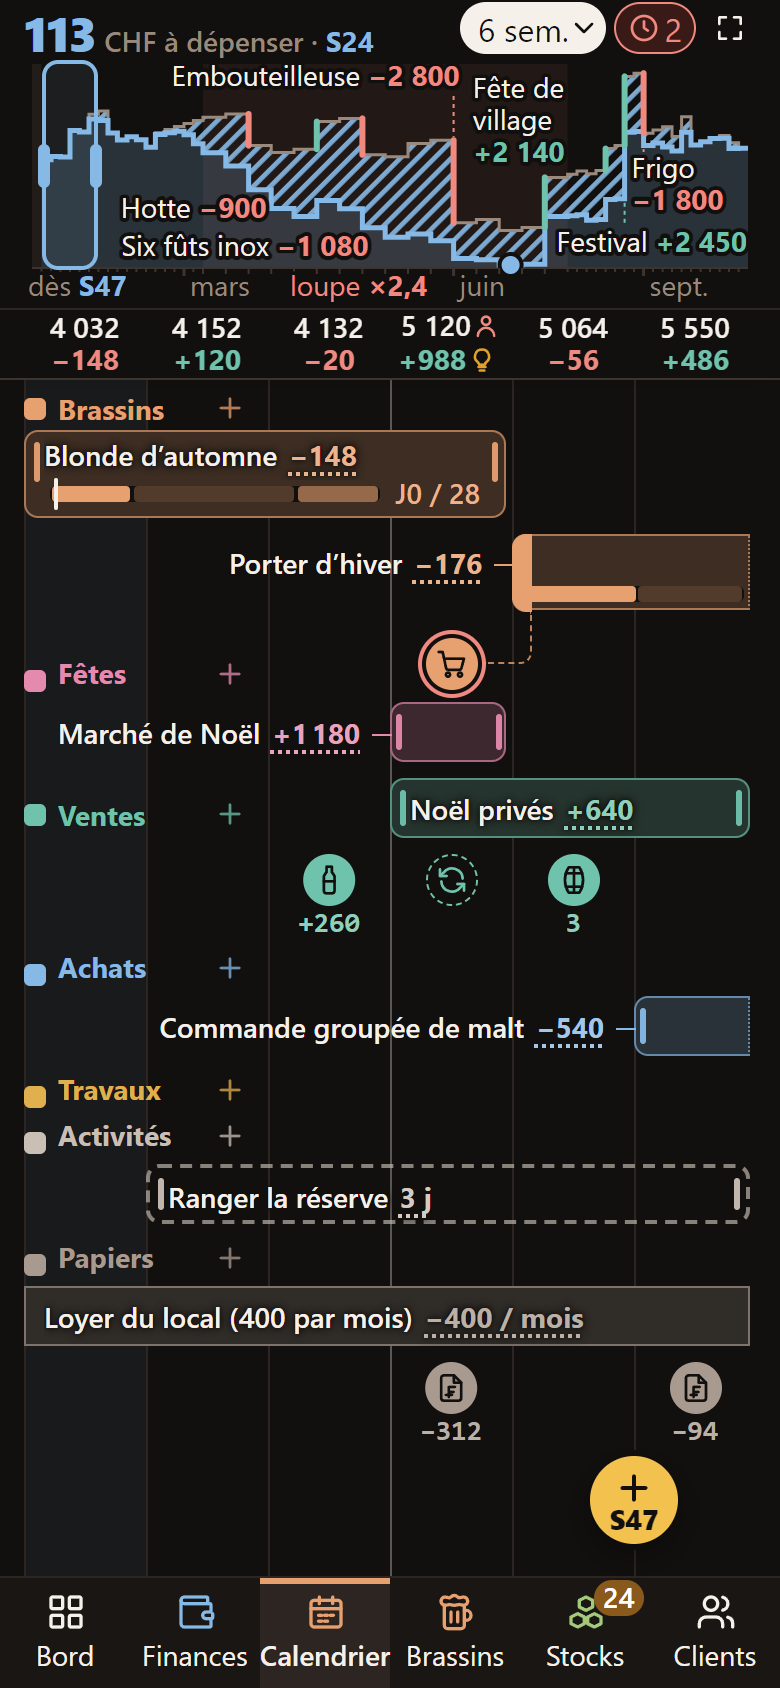 113 CHF à dépenser · S24
6 sem.
2
Embouteilleuse −2 800
Fête de
village
+2 140
Frigo
−1 800
Hotte −900
Six fûts inox −1 080
Festival +2 450
dès S47
mars
loupe ×2,4
juin
sept.
4 032
4 152
4 132
5 120
5 064
5 550
−148
+120
−20
+988
−56
+486
Brassins +
Blonde d’automne −148
J0 / 28
Porter d’hiver −176
Fêtes +
Marché de Noël +1 180
Ventes +
Noël privés +640
+260
3
Achats +
Commande groupée de malt −540
Travaux +
Activités +
Ranger la réserve 3 j
Papiers +
Loyer du local (400 par mois) −400 / mois
−312
−94
+
S47
24
Bord
Finances
Calendrier
Brassins
Stocks
Clients